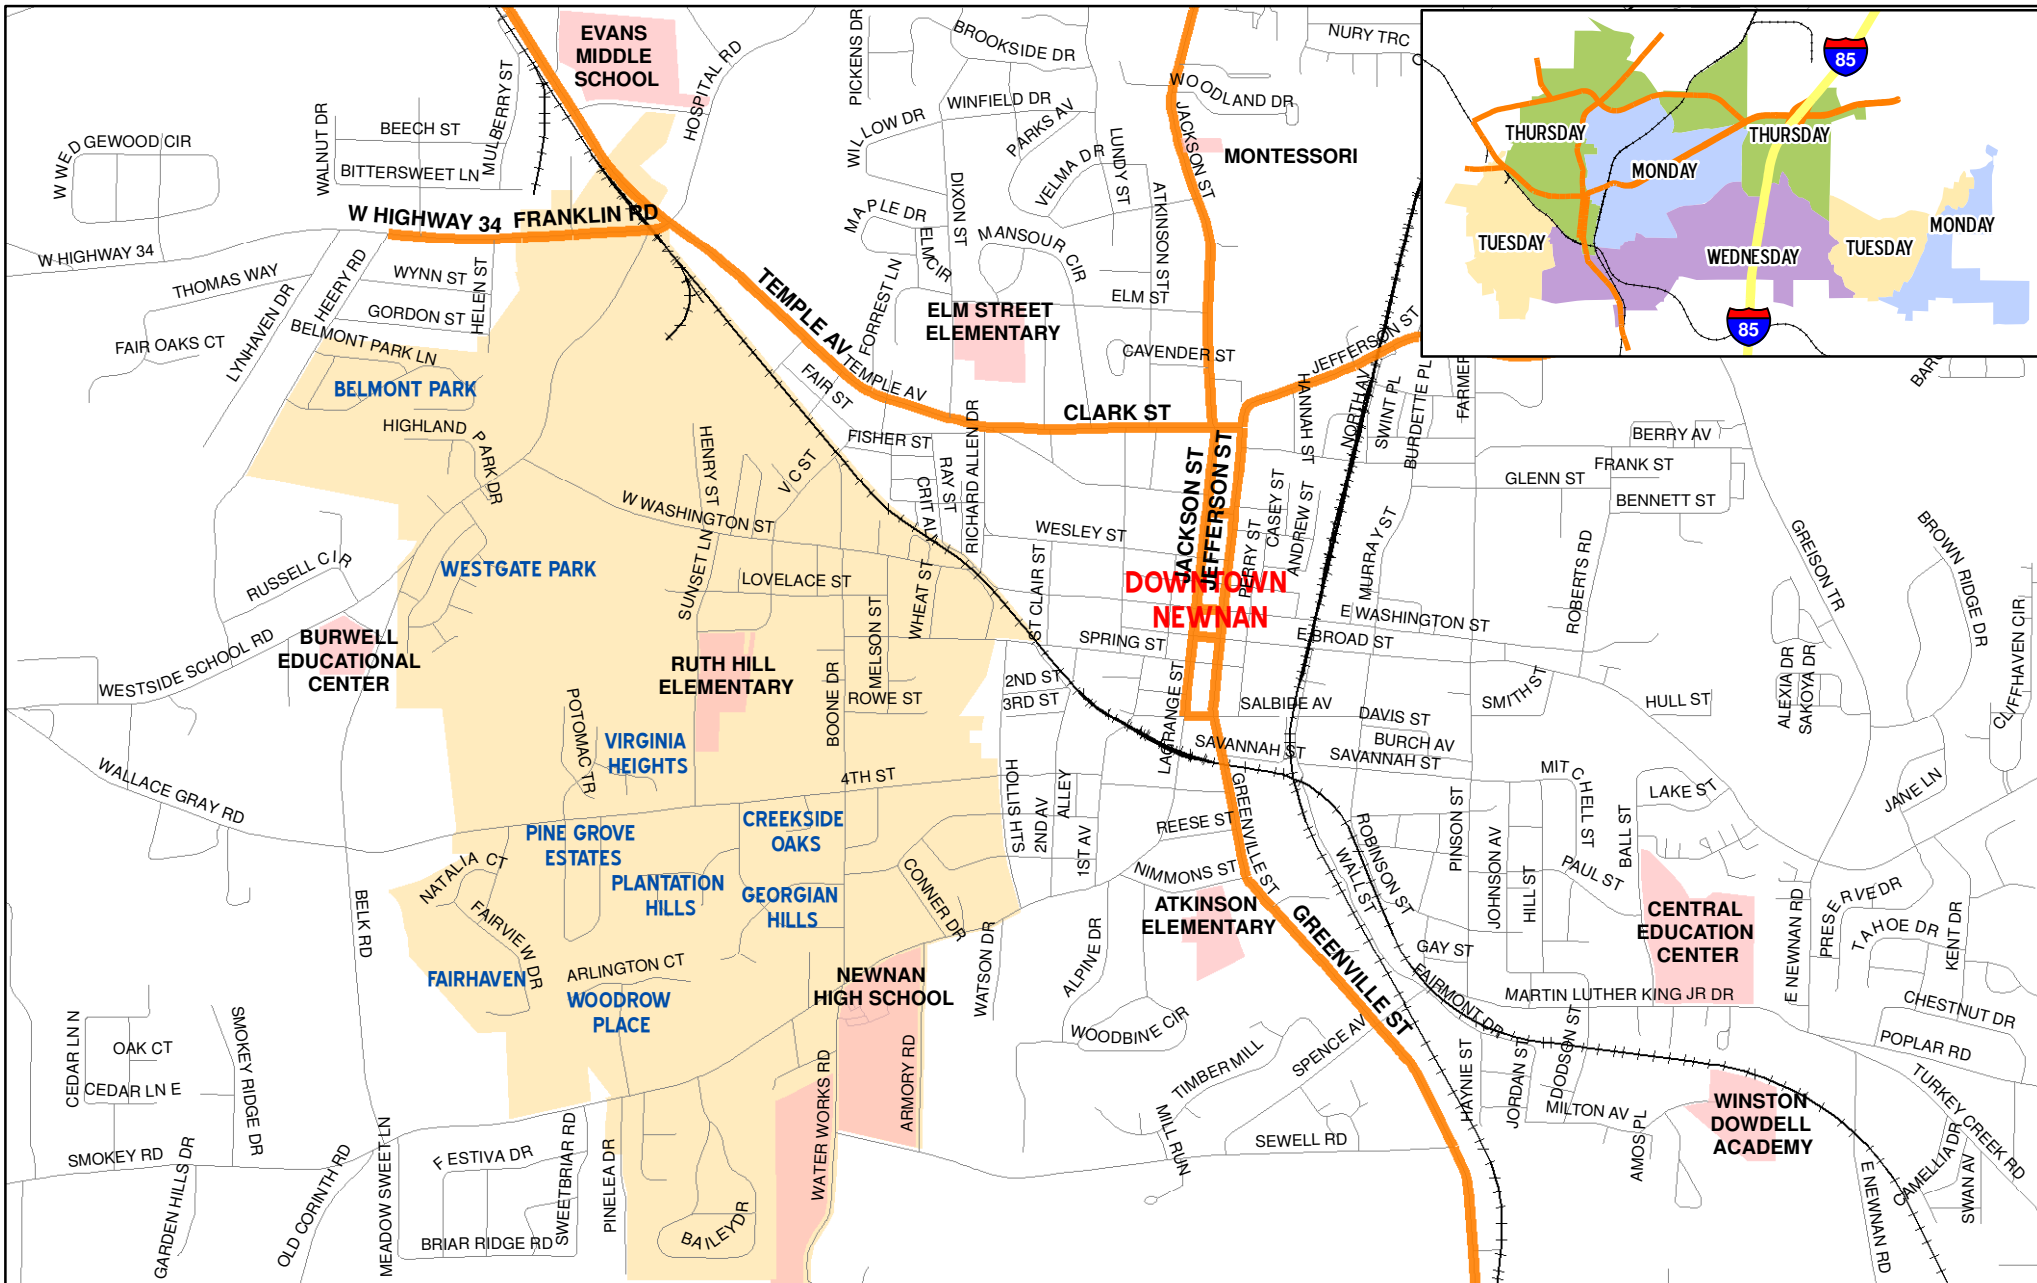 EVANS
MIDDLE
SCHOOL
HOSPITAL RD
PICKENS DR
BROOKSIDE DR
NURY TRC
WOODLAND DR
WINFIELD DR
PARKS AV
WILLOW DR
WALNUT DR
BEECH ST
MULBERRY ST
BITTERSWEET LN
W WEDGEWOOD CIR
LUNDY ST
VELMA DR
JACKSON ST
MONTESSORI
ATKINSON ST
DIXON ST
MAPLE DR
ELM CIR
MANSOUR CIR
W HIGHWAY 34
FRANKLIN RD
W HIGHWAY 34
THOMAS WAY
HEERY RD
WYNN ST
HELEN ST
GORDON ST
LYNHAVEN DR
BELMONT PARK LN
FAIR OAKS CT
TEMPLE AV
FORREST LN
ELM STREET
ELEMENTARY
ELM ST
CAVENDER ST
JEFFERSON ST
TEMPLE AV
FAIR ST
BELMONT PARK
HIGHLAND
PARK DR
CLARK ST
FISHER ST
RICHARD ALLEN DR
RAY ST
CRIT ALY
HENRY ST
V C ST
W WASHINGTON ST
HANNAH ST
NORTH AV
SWINT PL
BURDETTE PL
FARMER
BERRY AV
FRANK ST
GLENN ST
BENNETT ST
JACKSON ST
JEFFERSON ST
CASEY ST
ANDREW ST
PERRY ST
MURRAY ST
WESLEY ST
ST CLAIR ST
DOWNTOWN
NEWNAN
ROBERTS RD
GREISON TR
BROWN RIDGE DR
CLIFFHAVEN CIR
E WASHINGTON ST
E BROAD ST
SPRING ST
WESTGATE PARK
RUSSELL CIR
SUNSET LN
LOVELACE ST
MELSON ST
WHEAT ST
WESTSIDE SCHOOL RD
BURWELL
EDUCATIONAL
CENTER
RUTH HILL
ELEMENTARY
BOONE DR
ROWE ST
2ND ST
3RD ST
LAGRANGE ST
SALBIDE AV
SMITH ST
HULL ST
ALEXIA DR
SAKOYA DR
DAVIS ST
BURCH AV
SAVANNAH ST
SAVANNAH ST
POTOMAC TR
VIRGINIA
HEIGHTS
4TH ST
WALLACE GRAY RD
HOLLIS HTS
2ND AV
ALLEY
1ST AV
REESE ST
GREENVILLE ST
NIMMONS ST
MITCHELL ST
LAKE ST
JANE LN
PINSON ST
JOHNSON AV
HILL ST
BALL ST
PAUL ST
ROBINSON ST
WALL ST
PINE GROVE
ESTATES
CREEKSIDE
OAKS
PLANTATION
HILLS
GEORGIAN
HILLS
CONNER DR
NATALIA CT
FAIRVIEW DR
BELK RD
FAIRHAVEN
ARLINGTON CT
WOODROW
PLACE
NEWNAN
HIGH SCHOOL
WATSON DR
ALPINE DR
ATKINSON
ELEMENTARY
GREENVILLE ST
GAY ST
FAIRMONT DR
CENTRAL
EDUCATION
CENTER
MARTIN LUTHER KING JR DR
E NEWNAN RD
PRESERVE DR
TAHOE DR
KENT DR
CHESTNUT DR
POPLAR RD
TURKEY CREEK RD
WOODBINE CIR
TIMBER MILL
SPENCE AV
CEDAR LN N
OAK CT
CEDAR LN E
SMOKEY RIDGE DR
SMOKEY RD
GARDEN HILLS DR
OLD CORINTH RD
MEADOW SWEET LN
FESTIVA DR
BRIAR RIDGE RD
SWEETBRIAR RD
PINELEA DR
BAILEY DR
WATER WORKS RD
ARMORY RD
MILL RUN
SEWELL RD
HAYNIE ST
JORDAN ST
DODSON ST
MILTON AV
AMOS PL
WINSTON
DOWDELL
ACADEMY
E NEWNAN RD
CAMELLIA DR
SWAN AV
85
THURSDAY
THURSDAY
MONDAY
TUESDAY
WEDNESDAY
TUESDAY
MONDAY
85